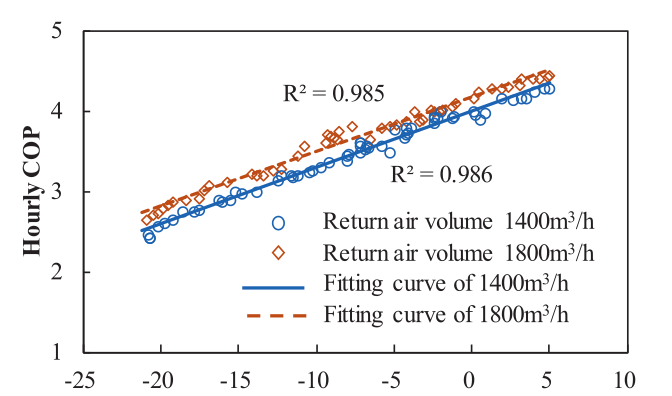 5
4
3
2
1
Hourly COP
R² = 0.985
R² = 0.986
Return air volume 1400m³/h
Return air volume 1800m³/h
Fitting curve of 1400m³/h
Fitting curve of 1800m³/h
-25 -20 -15 -10 -5 0 5 10